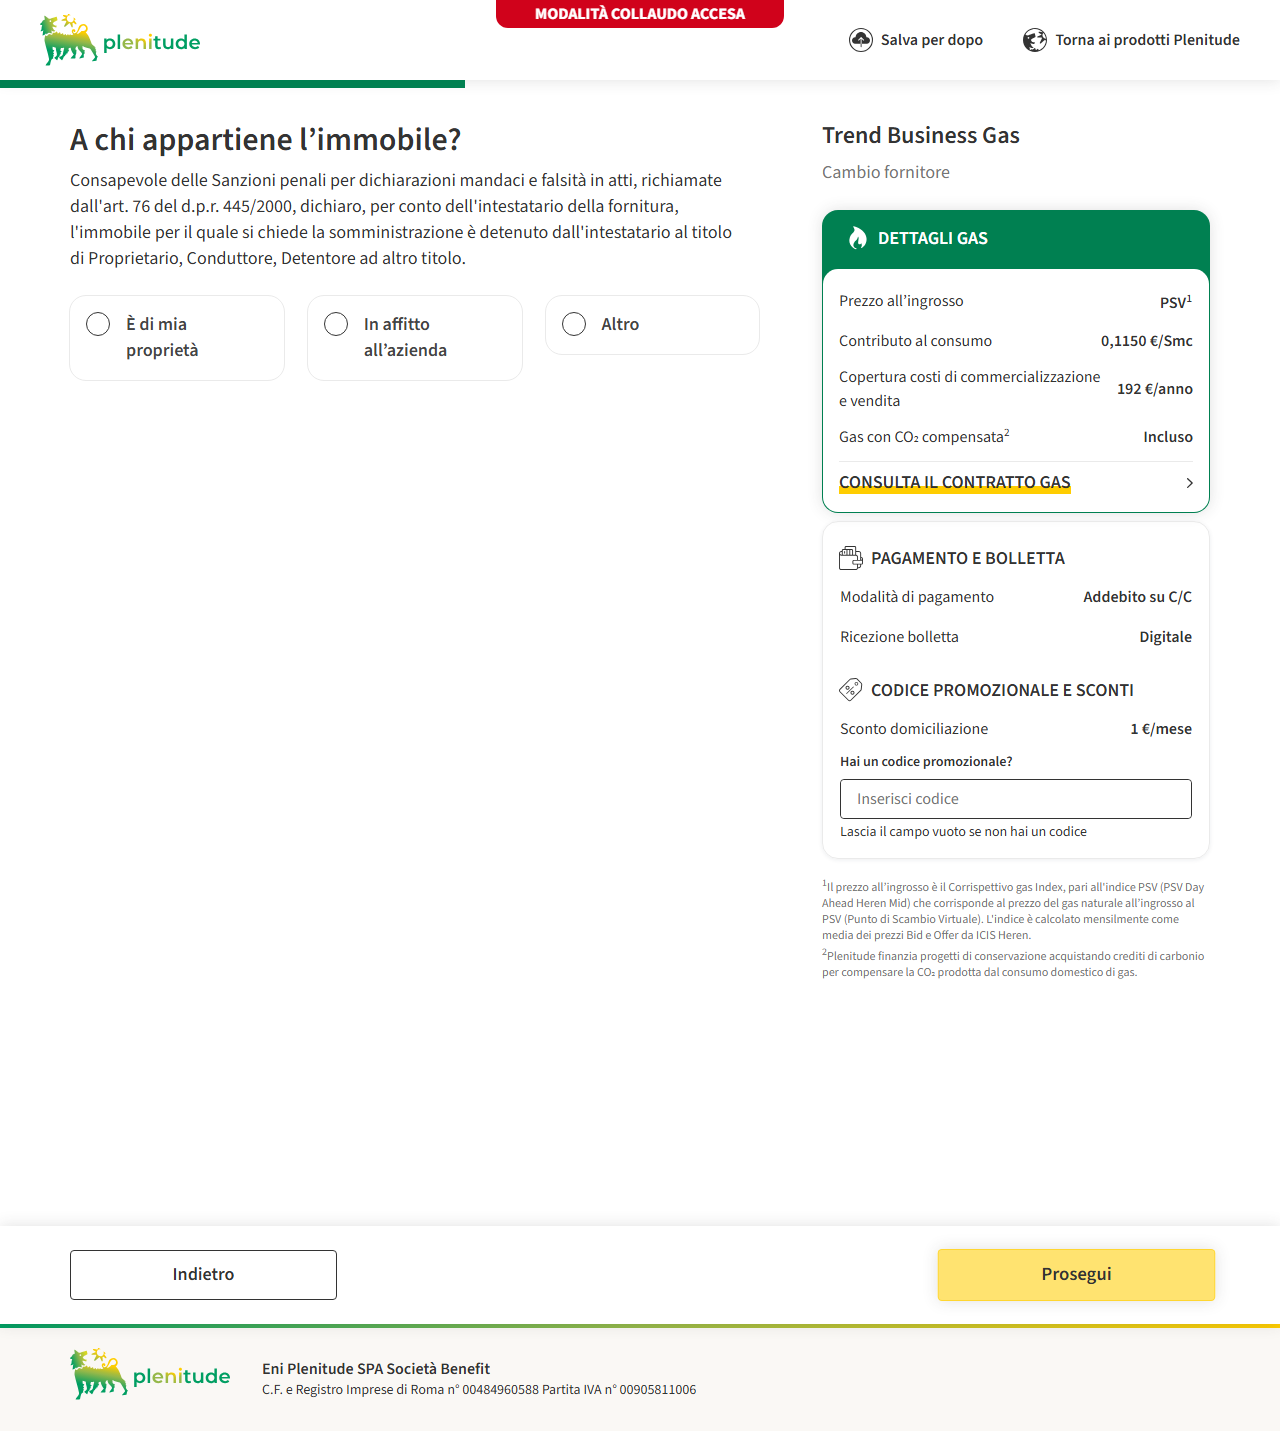 MODALITÀ COLLAUDO ACCESA
plenitude
Salva per dopo
Torna ai prodotti Plenitude
A chi appartiene l’immobile?
Consapevole delle Sanzioni penali per dichiarazioni mandaci e falsità in atti, richiamate
dall'art. 76 del d.p.r. 445/2000, dichiaro, per conto dell'intestatario della fornitura,
l'immobile per il quale si chiede la somministrazione è detenuto dall'intestatario al titolo
di Proprietario, Conduttore, Detentore ad altro titolo.
È di mia
proprietà
In affitto
all’azienda
Altro
Trend Business Gas
Cambio fornitore
DETTAGLI GAS
Prezzo all’ingrosso PSV¹
Contributo al consumo 0,1150 €/Smc
Copertura costi di commercializzazione
e vendita 192 €/anno
Gas con CO₂ compensata² Incluso
CONSULTA IL CONTRATTO GAS
PAGAMENTO E BOLLETTA
Modalità di pagamento Addebito su C/C
Ricezione bolletta Digitale
CODICE PROMOZIONALE E SCONTI
Sconto domiciliazione 1 €/mese
Hai un codice promozionale?
Inserisci codice
Lascia il campo vuoto se non hai un codice
¹Il prezzo all’ingrosso è il Corrispettivo gas Index, pari all'indice PSV (PSV Day
Ahead Heren Mid) che corrisponde al prezzo del gas naturale all’ingrosso al
PSV (Punto di Scambio Virtuale). L'indice è calcolato mensilmente come
media dei prezzi Bid e Offer da ICIS Heren.
²Plenitude finanzia progetti di conservazione acquistando crediti di carbonio
per compensare la CO₂ prodotta dal consumo domestico di gas.
Indietro
Prosegui
plenitude
Eni Plenitude SPA Società Benefit
C.F. e Registro Imprese di Roma n° 00484960588 Partita IVA n° 00905811006